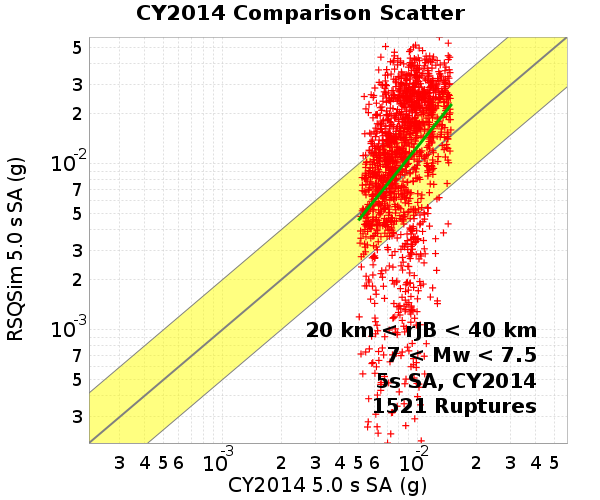 CY2014 Comparison Scatter
RSQSim 5.0 s SA (g)
5
3
2
10-2
7
5
3
2
10-3
7
5
3
20 km < rJB < 40 km
7 < Mw < 7.5
5s SA, CY2014
1521 Ruptures
3 4 5 6 10-3 2 3 4 5 6 10-2 2 3 4 5
CY2014 5.0 s SA (g)